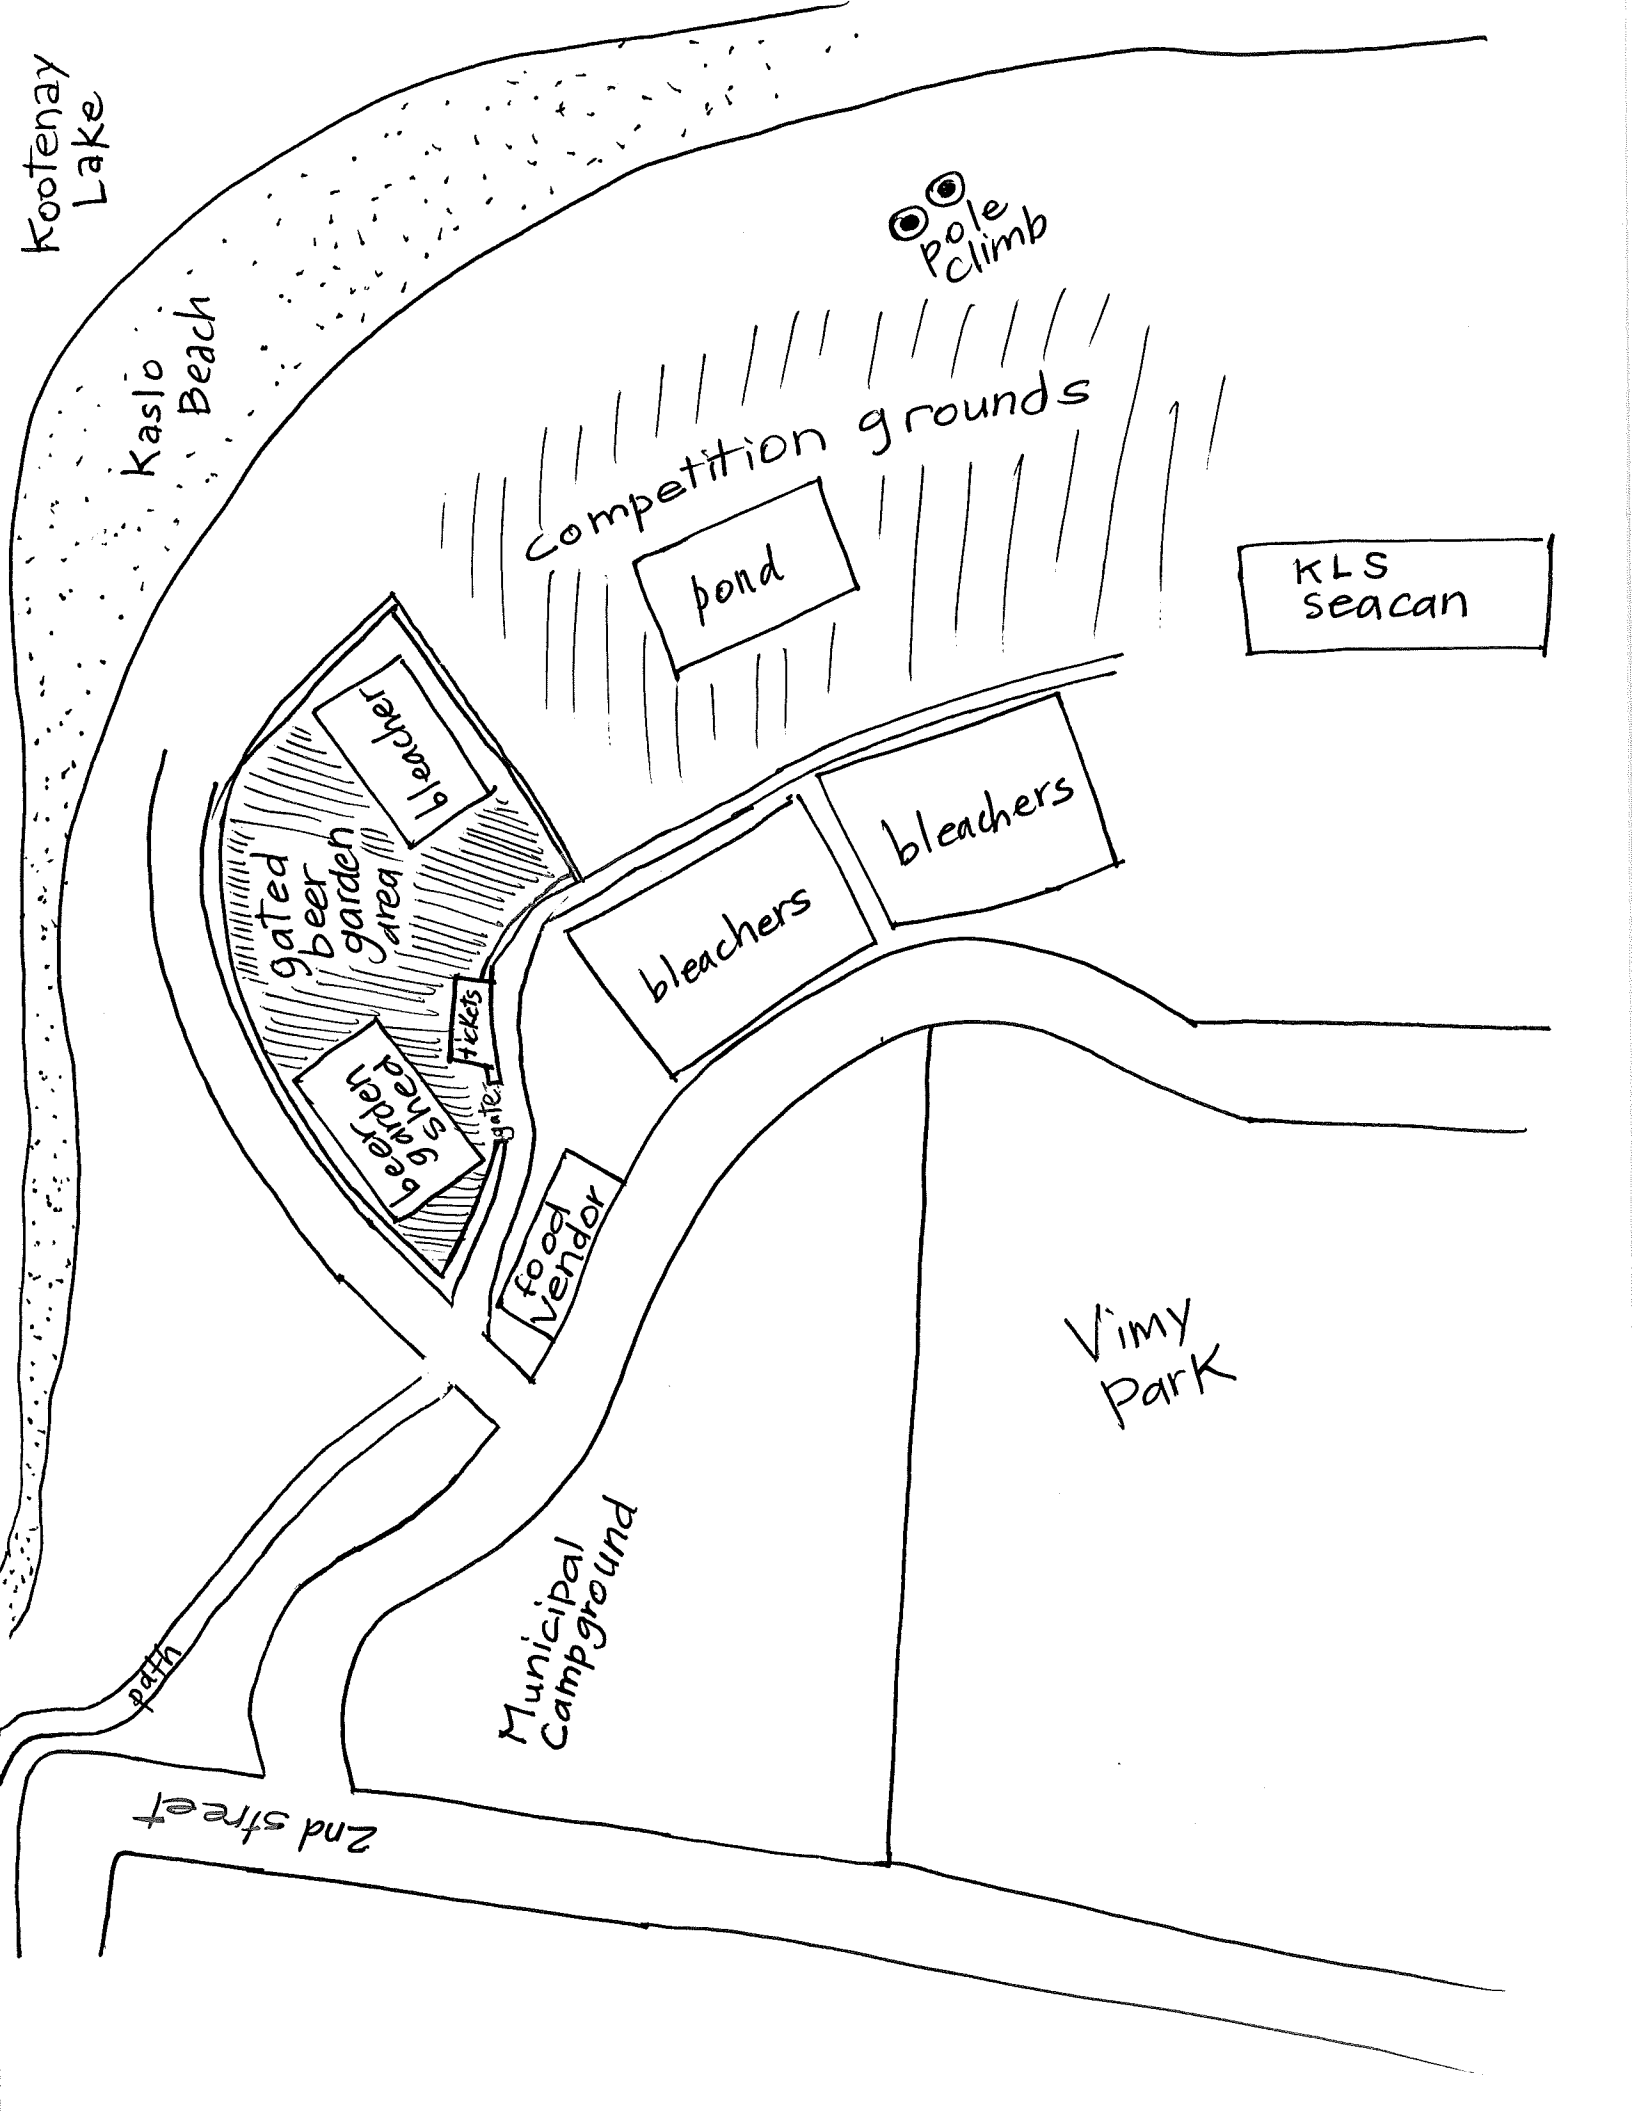 Kootenay
Lake
Kaslo
Beach
pole
climb
competition grounds
pond
KLS
seacan
bleacher
gated
beer
garden
area
bleachers
bleachers
tickets
gate
beer
garden
shed
food
vendor
Vimy
Park
Municipal
Campground
path
2nd street